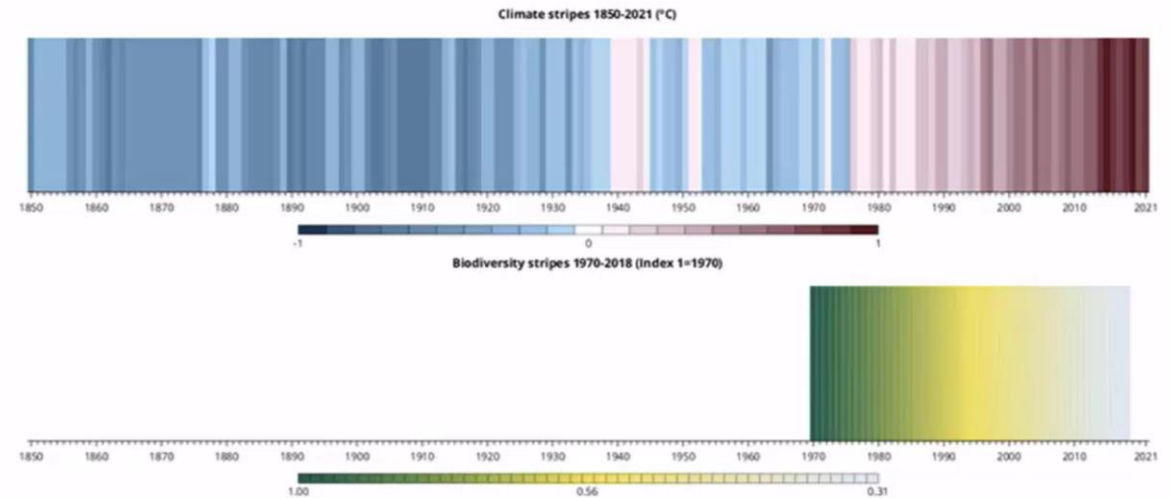 Climate stripes 1850-2021 (°C)
1850 1860 1870 1880 1890 1900 1910 1920 1930 1940 1950 1960 1970 1980 1990 2000 2010 2021
-1 0 1
Biodiversity stripes 1970-2018 (Index 1=1970)
1850 1860 1870 1880 1890 1900 1910 1920 1930 1940 1950 1960 1970 1980 1990 2000 2010 2021
1.00 0.56 0.31